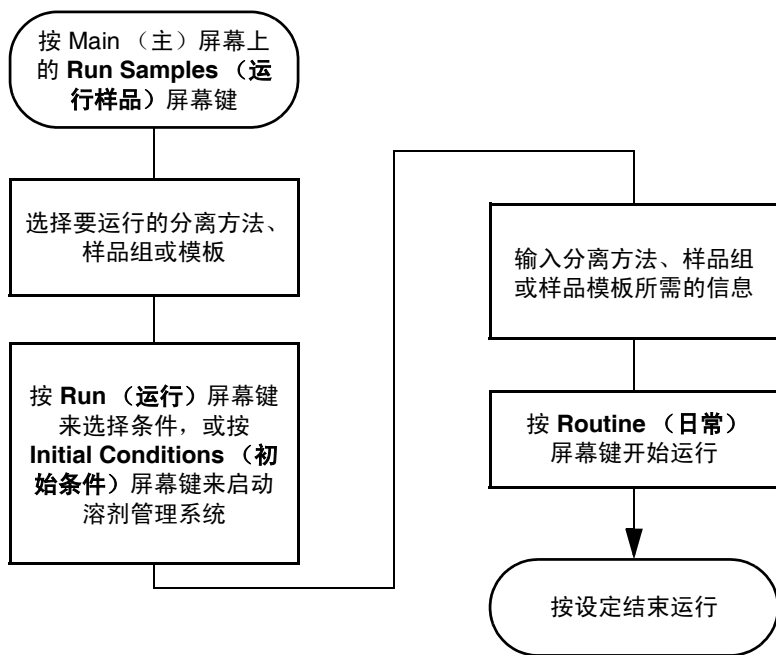 按 Main （主）屏幕上
的 Run Samples （运
行样品）屏幕键
选择要运行的分离方法、
样品组或模板
按 Run （运行）屏幕键
来选择条件，或按
Initial Conditions （初
始条件）屏幕键来启动
溶剂管理系统
输入分离方法、样品组
或样品模板所需的信息
按 Routine （日常）
屏幕键开始运行
按设定结束运行